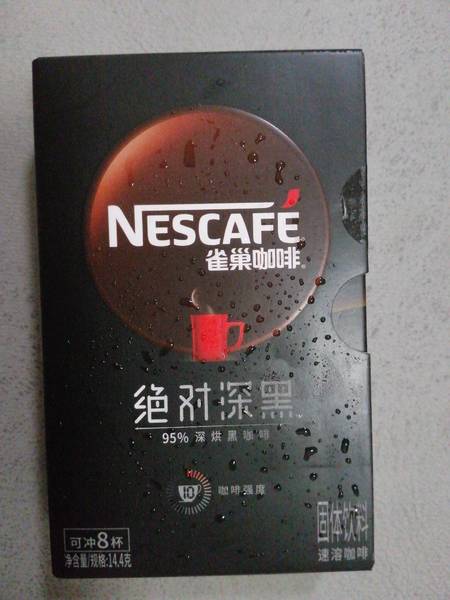 NESCAFÉ
雀巢咖啡
绝对深黑
95% 深烘黑咖啡
10 咖啡强度
可冲8杯
净含量/规格:14.4克
固体饮料
速溶咖啡